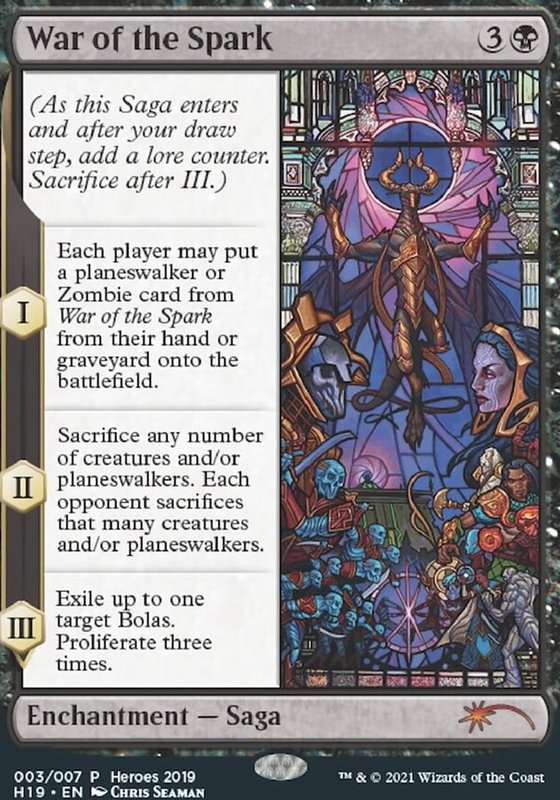 War of the Spark 3
(As this Saga enters
and after your draw
step, add a lore counter.
Sacrifice after III.)
I
Each player may put
a planeswalker or
Zombie card from
War of the Spark
from their hand or
graveyard onto the
battlefield.
II
Sacrifice any number
of creatures and/or
planeswalkers. Each
opponent sacrifices
that many creatures
and/or planeswalkers.
III
Exile up to one
target Bolas.
Proliferate three
times.
Enchantment — Saga
003/007 P Heroes 2019
H19 • EN Chris Seaman
™ & © 2021 Wizards of the Coast